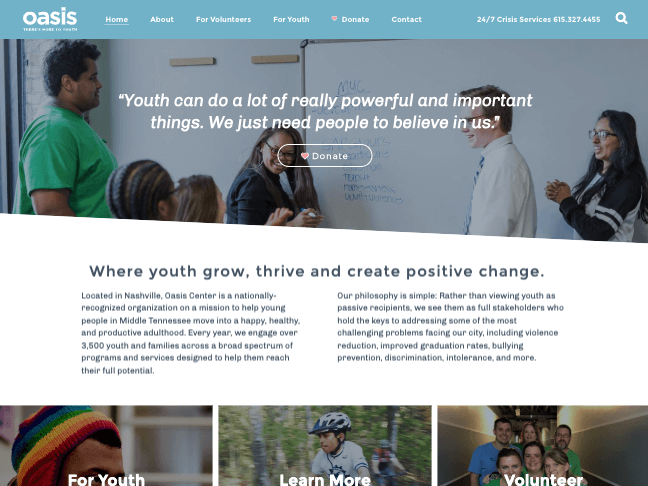 oasis
THERE'S MORE TO YOUTH
Home About For Volunteers For Youth Donate Contact 24/7 Crisis Services 615.327.4455
“Youth can do a lot of really powerful and important
things. We just need people to believe in us.”
Donate
Where youth grow, thrive and create positive change.
Located in Nashville, Oasis Center is a nationally-
recognized organization on a mission to help young
people in Middle Tennessee move into a happy, healthy,
and productive adulthood. Every year, we engage over
3,500 youth and families across a broad spectrum of
programs and services designed to help them reach
their full potential.
Our philosophy is simple: Rather than viewing youth as
passive recipients, we see them as full stakeholders who
hold the keys to addressing some of the most
challenging problems facing our city, including violence
reduction, improved graduation rates, bullying
prevention, discrimination, intolerance, and more.
For Youth
Learn More
Volunteer